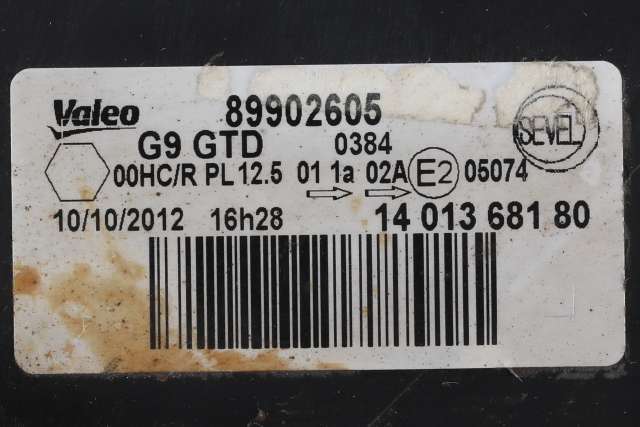 Valeo 89902605
G9 GTD 0384 SEVEL
00HC/R PL 12.5 01 1a 02A E2 05074
10/10/2012 16h28 14 013 681 80